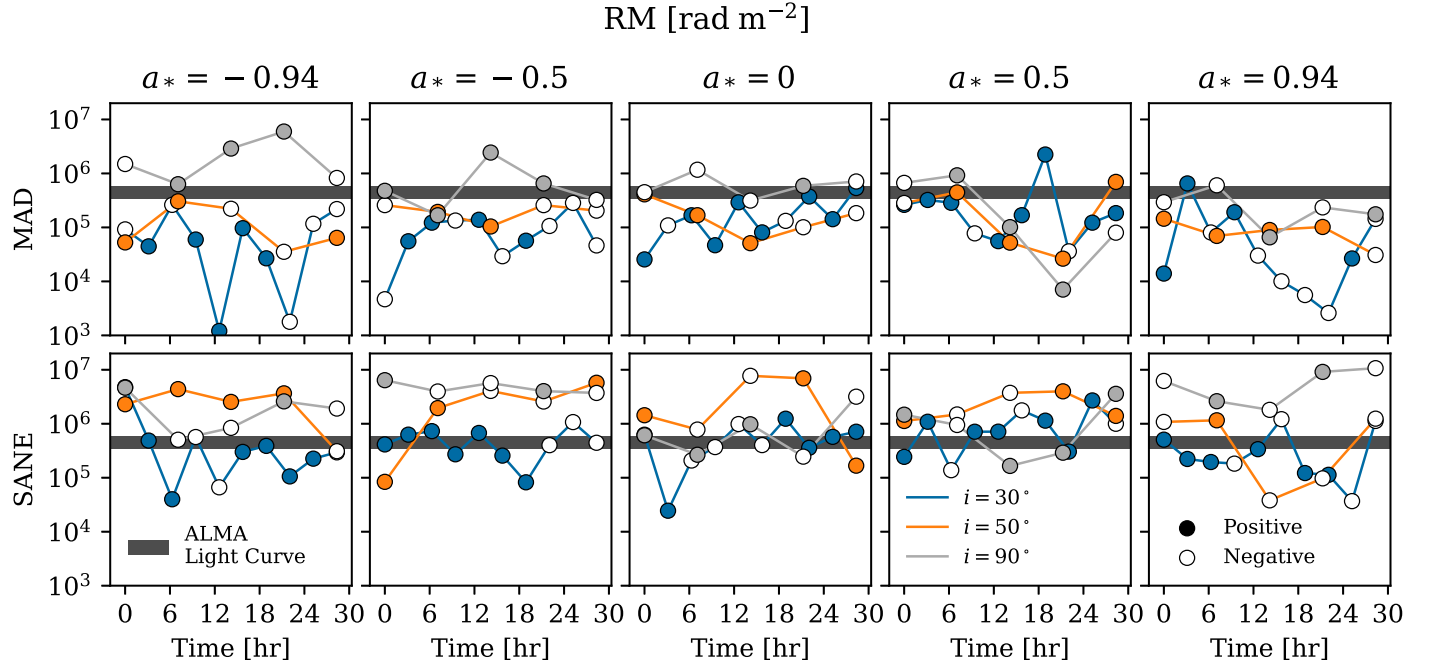 RM [rad m⁻²]
a* = −0.94
a* = −0.5
a* = 0
a* = 0.5
a* = 0.94
MAD
10⁷
10⁶
10⁵
10⁴
10³
SANE
10⁷
10⁶
10⁵
10⁴
10³
ALMA
Light Curve
i = 30°
i = 50°
i = 90°
Positive
Negative
0 6 12 18 24 30
0 6 12 18 24 30
0 6 12 18 24 30
0 6 12 18 24 30
0 6 12 18 24 30
Time [hr]
Time [hr]
Time [hr]
Time [hr]
Time [hr]